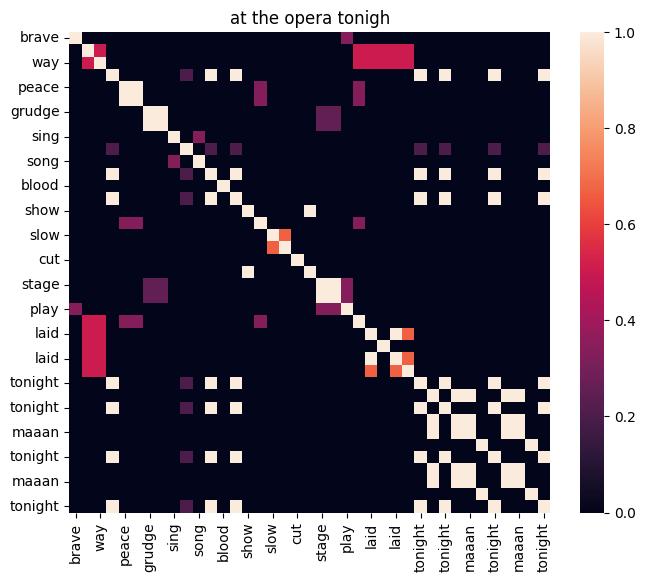 at the opera tonigh
brave
way
peace
grudge
sing
song
blood
show
slow
cut
stage
play
laid
laid
tonight
tonight
maaan
tonight
maaan
tonight
1.0
0.8
0.6
0.4
0.2
0.0
brave
way
peace
grudge
sing
song
blood
show
slow
cut
stage
play
laid
laid
tonight
tonight
maaan
tonight
maaan
tonight